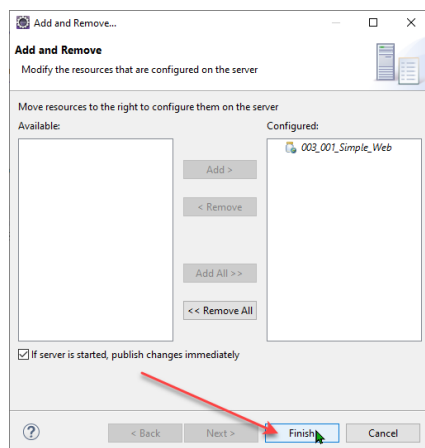 Add and Remove...
Add and Remove
Modify the resources that are configured on the server
Move resources to the right to configure them on the server
Available:
Configured:
003_001_Simple_Web
Add >
< Remove
Add All >>
<< Remove All
If server is started, publish changes immediately
?
< Back
Next >
Finish
Cancel